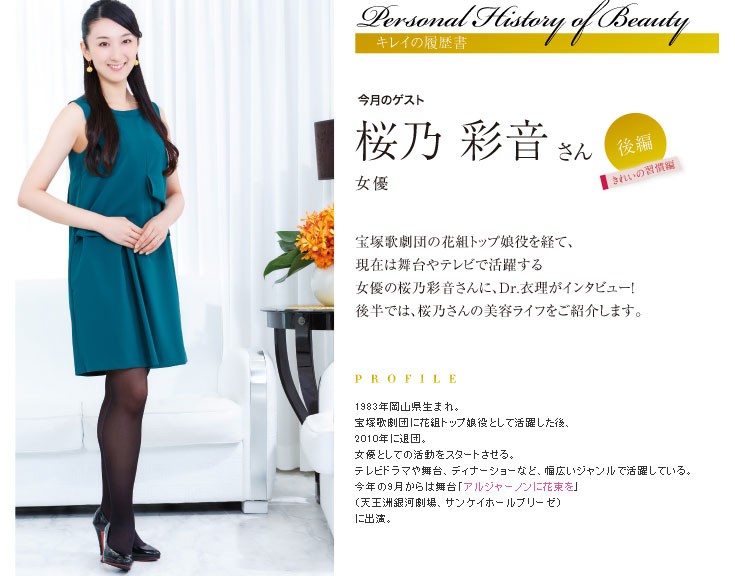 Personal History of Beauty
キレイの履歴書
今月のゲスト
桜乃 彩音 さん
後編
きれいの習慣編
女優
宝塚歌劇団の花組トップ娘役を経て、
現在は舞台やテレビで活躍する
女優の桜乃彩音さんに、Dr.衣理がインタビュー!
後半では、桜乃さんの美容ライフをご紹介します。
PROFILE
1983年岡山県生まれ。
宝塚歌劇団に花組トップ娘役として活躍した後、
2010年に退団。
女優としての活動をスタートさせる。
テレビドラマや舞台、ディナーショーなど、幅広いジャンルで活躍している。
今年の9月からは舞台「アルジャーノンに花束を」
(天王洲銀河劇場、サンケイホールブリーゼ)
に出演。